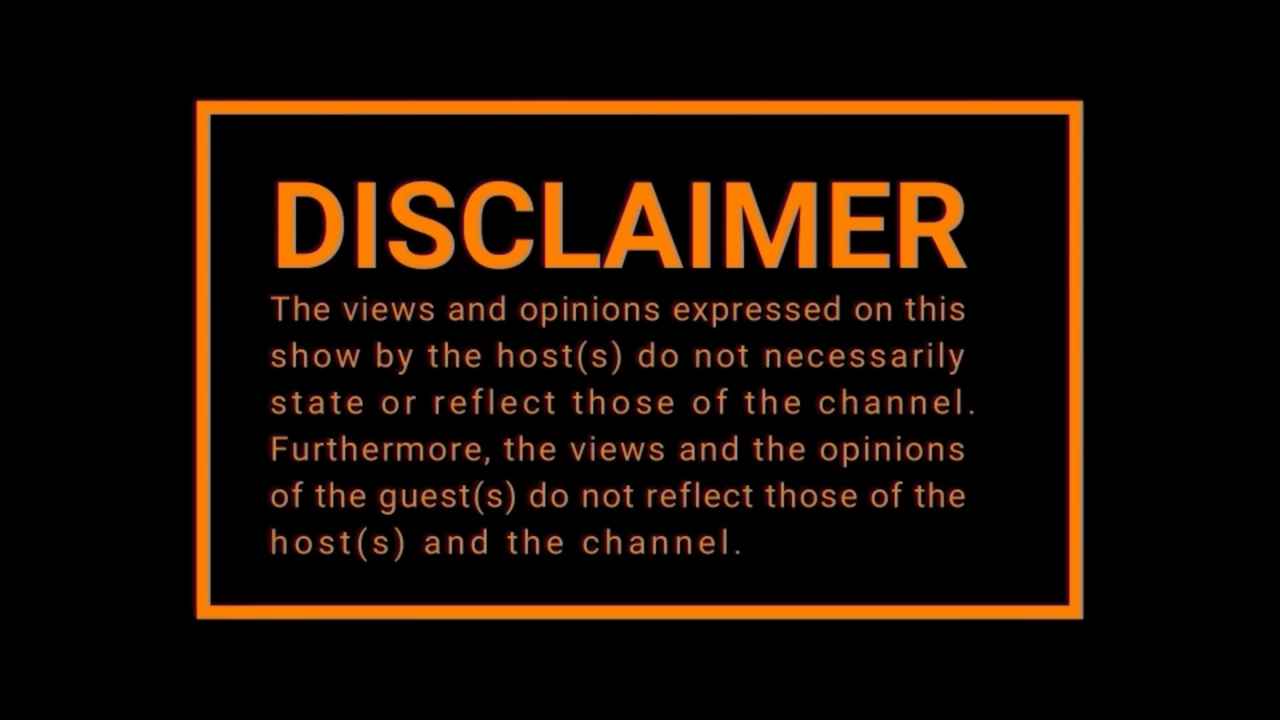 DISCLAIMER
The views and opinions expressed on this
show by the host(s) do not necessarily
state or reflect those of the channel.
Furthermore, the views and the opinions
of the guest(s) do not reflect those of the
host(s) and the channel.